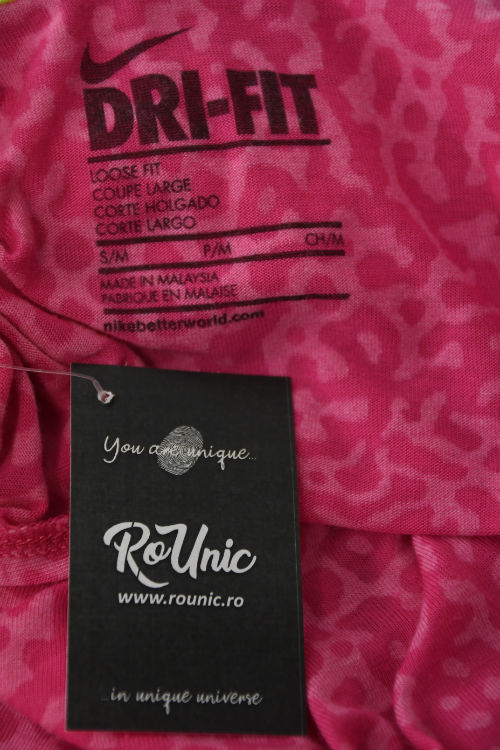 DRI-FIT
LOOSE FIT
COUPE LARGE
CORTE HOLGADO
CORTE LARGO
S/M P/M CH/M
MADE IN MALAYSIA
FABRIQUE EN MALAISE
nikebetterworld.com
You are unique...
RoUnic
www.rounic.ro
...in unique universe